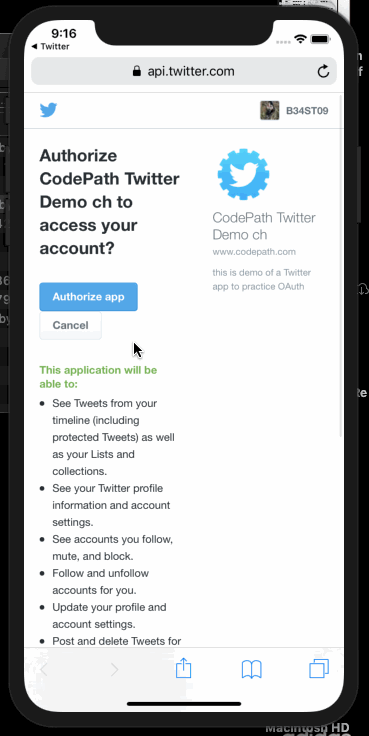 9:16
Twitter
api.twitter.com
B34ST09
Authorize
CodePath Twitter
Demo ch to
access your
account?
CodePath Twitter
Demo ch
www.codepath.com
this is demo of a Twitter
app to practice OAuth
Authorize app
Cancel
This application will be
able to:
See Tweets from your
timeline (including
protected Tweets) as well
as your Lists and
collections.
See your Twitter profile
information and account
settings.
See accounts you follow,
mute, and block.
Follow and unfollow
accounts for you.
Update your profile and
account settings.
Post and delete Tweets for
Macintosh HD